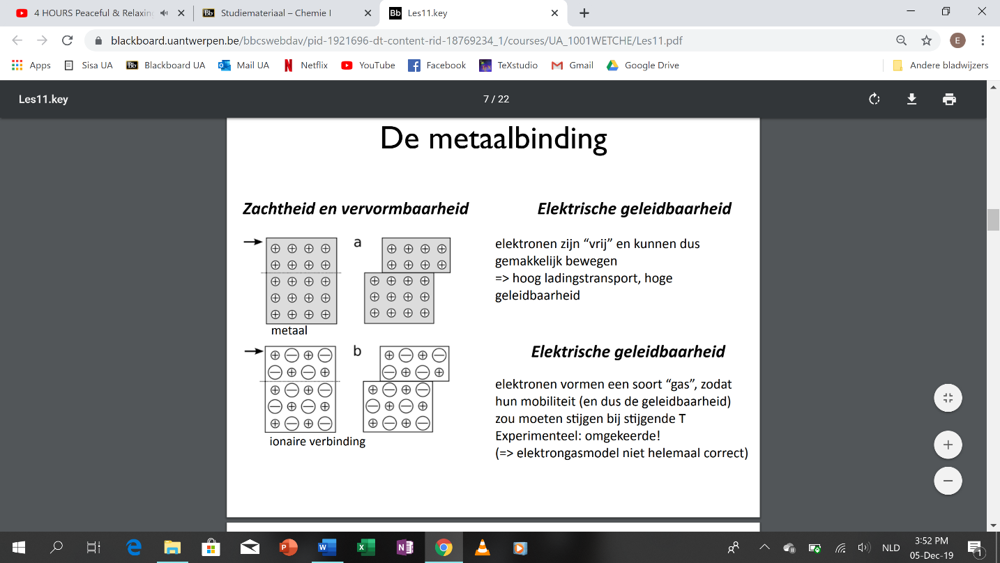 4 HOURS Peaceful & Relaxing
Studiemateriaal – Chemie I
Les11.key
blackboard.uantwerpen.be/bbcswebdav/pid-1921696-dt-content-rid-18769234_1/courses/UA_1001WETCHE/Les11.pdf
E
Apps
Sisa UA
Blackboard UA
Mail UA
Netflix
YouTube
Facebook
TeXstudio
Gmail
Google Drive
Andere bladwijzers
Les11.key
7 / 22
De metaalbinding
Zachtheid en vervormbaarheid
a
metaal
b
ionaire verbinding
Elektrische geleidbaarheid
elektronen zijn “vrij” en kunnen dus
gemakkelijk bewegen
=> hoog ladingstransport, hoge
geleidbaarheid
Elektrische geleidbaarheid
elektronen vormen een soort “gas”, zodat
hun mobiliteit (en dus de geleidbaarheid)
zou moeten stijgen bij stijgende T
Experimenteel: omgekeerde!
(=> elektrongasmodel niet helemaal correct)
NLD
3:52 PM
05-Dec-19
1